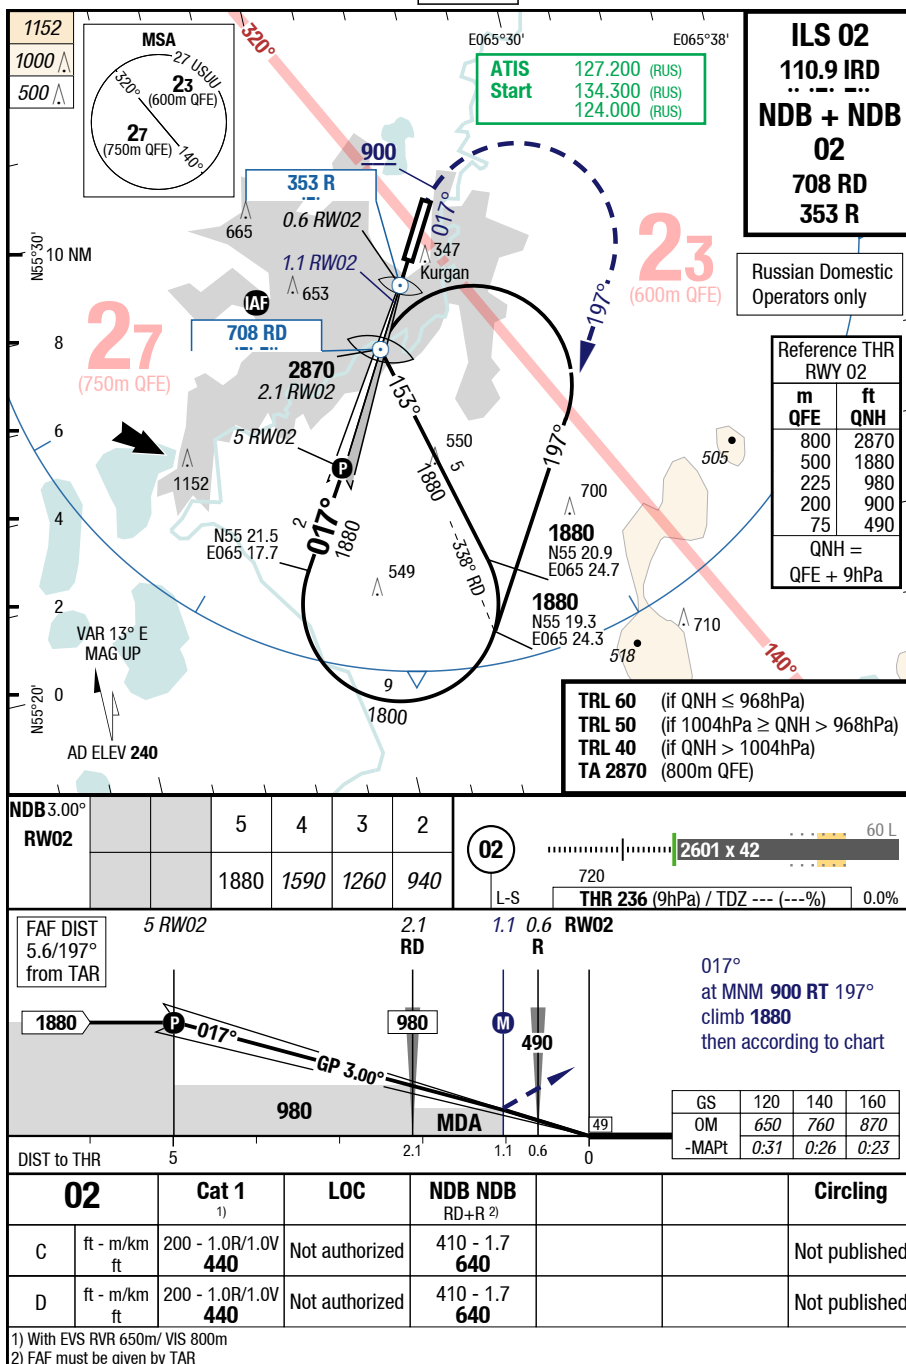 1152
1000
500
MSA
27 USUU
320°
23
(600m QFE)
27
(750m QFE)
140°
320°
E065°30'
E065°38'
ATIS 127.200 (RUS)
Start 134.300 (RUS)
124.000 (RUS)
ILS 02
110.9 IRD
NDB + NDB
02
708 RD
353 R
Russian Domestic
Operators only
Reference THR
RWY 02
m ft
QFE QNH
800 2870
500 1880
225 980
200 900
75 490
QNH =
QFE + 9hPa
900
353 R
017°
0.6 RW02
665
347
Kurgan
1.1 RW02
653
IAF
708 RD
2870
2.1 RW02
5 RW02
P
1152
N55°30'
10 NM
8
6
4
2
0
N55°20'
27
(750m QFE)
23
(600m QFE)
197°
153°
197°
550
5
1880
505
700
017°
2
1880
N55 21.5
E065 17.7
549
338° RD
1880
N55 20.9
E065 24.7
1880
N55 19.3
E065 24.3
710
518
140°
9
1800
VAR 13° E
MAG UP
AD ELEV 240
TRL 60 (if QNH ≤ 968hPa)
TRL 50 (if 1004hPa ≥ QNH > 968hPa)
TRL 40 (if QNH > 1004hPa)
TA 2870 (800m QFE)
NDB 3.00°
RW02
5 4 3 2
1880 1590 1260 940
02
L-S
720
2601 x 42
60 L
THR 236 (9hPa) / TDZ --- (---%)
0.0%
FAF DIST
5.6/197°
from TAR
5 RW02
2.1
RD
1.1
0.6
R
RW02
1880
P
017°
GP 3.00°
980
M
490
980
MDA
49
017°
at MNM 900 RT 197°
climb 1880
then according to chart
GS 120 140 160
OM 650 760 870
-MAPt 0:31 0:26 0:23
DIST to THR
5
2.1
1.1
0.6
0
02 Cat 1 1) LOC NDB NDB RD+R 2) Circling
C ft - m/km 200 - 1.0R/1.0V Not authorized 410 - 1.7 Not published
ft 440 640
D ft - m/km 200 - 1.0R/1.0V Not authorized 410 - 1.7 Not published
ft 440 640
1) With EVS RVR 650m/ VIS 800m
2) FAF must be given by TAR